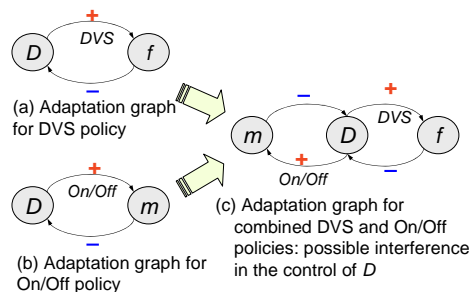 +
DVS
D
f
−
(a) Adaptation graph
for DVS policy
+
On/Off
D
m
−
(b) Adaptation graph for
On/Off policy
−
+
DVS
m
D
f
+
On/Off
−
(c) Adaptation graph for
combined DVS and On/Off
policies: possible interference
in the control of D